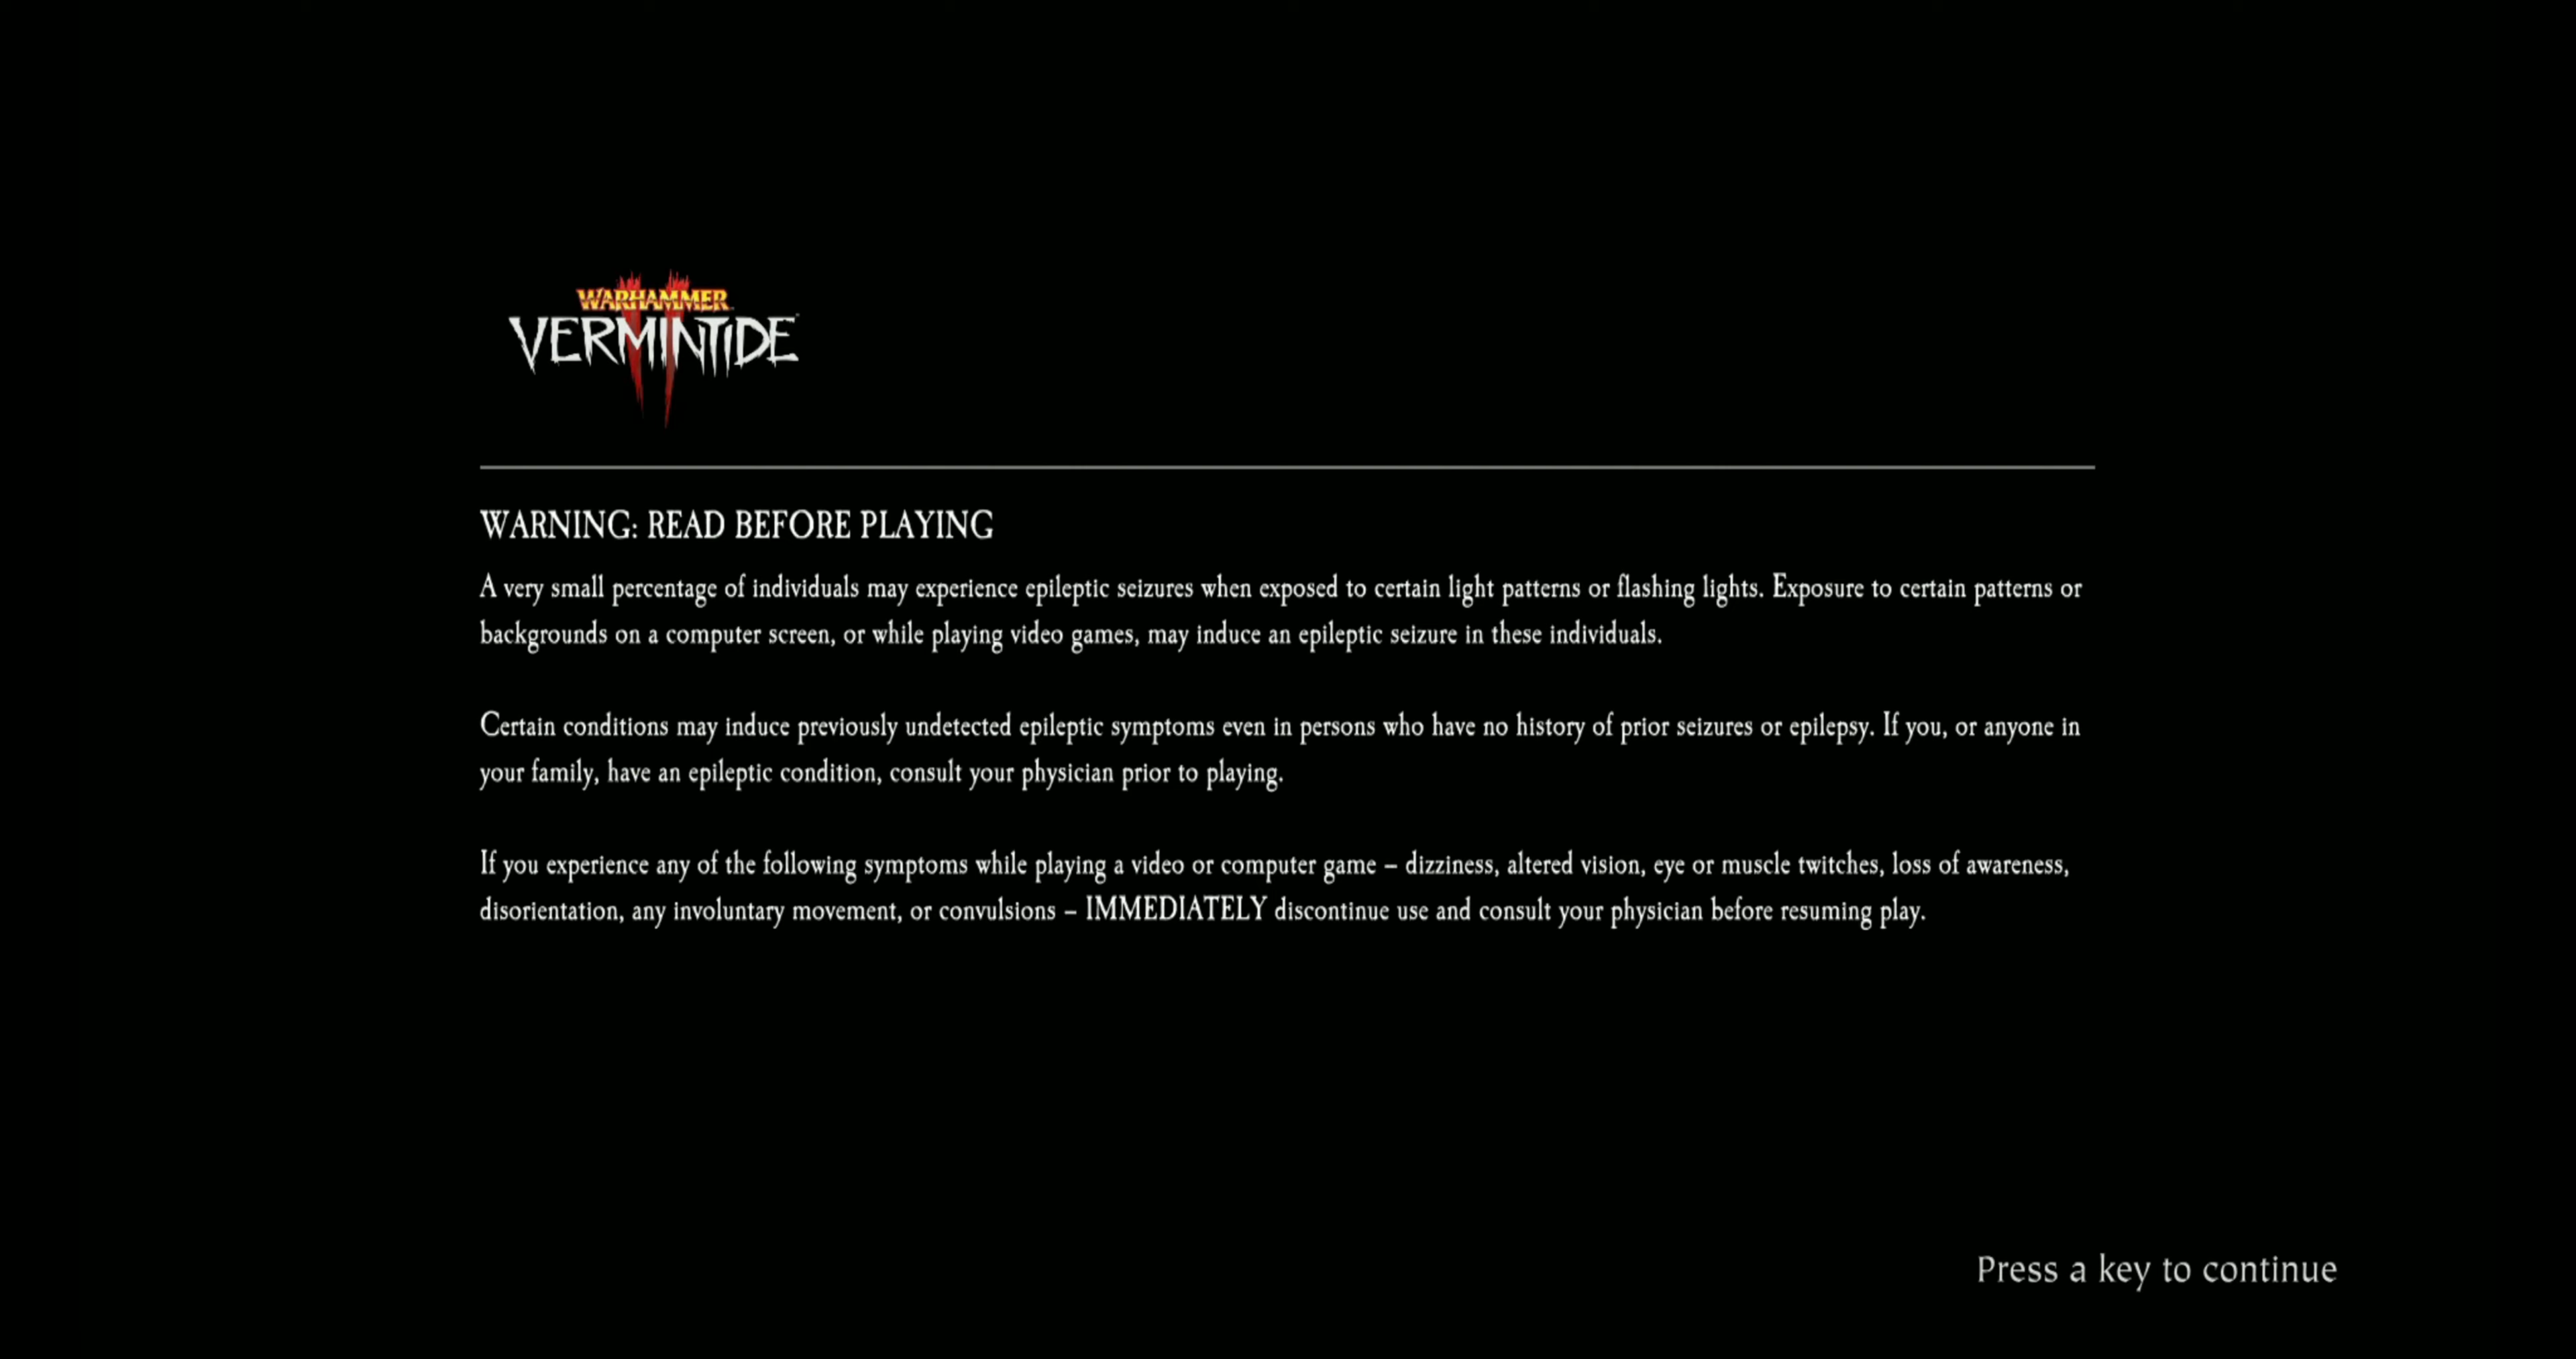 WARHAMMER
VERMINTIDE
WARNING: READ BEFORE PLAYING
A very small percentage of individuals may experience epileptic seizures when exposed to certain light patterns or flashing lights. Exposure to certain patterns or
backgrounds on a computer screen, or while playing video games, may induce an epileptic seizure in these individuals.
Certain conditions may induce previously undetected epileptic symptoms even in persons who have no history of prior seizures or epilepsy. If you, or anyone in
your family, have an epileptic condition, consult your physician prior to playing.
If you experience any of the following symptoms while playing a video or computer game – dizziness, altered vision, eye or muscle twitches, loss of awareness,
disorientation, any involuntary movement, or convulsions – IMMEDIATELY discontinue use and consult your physician before resuming play.
Press a key to continue